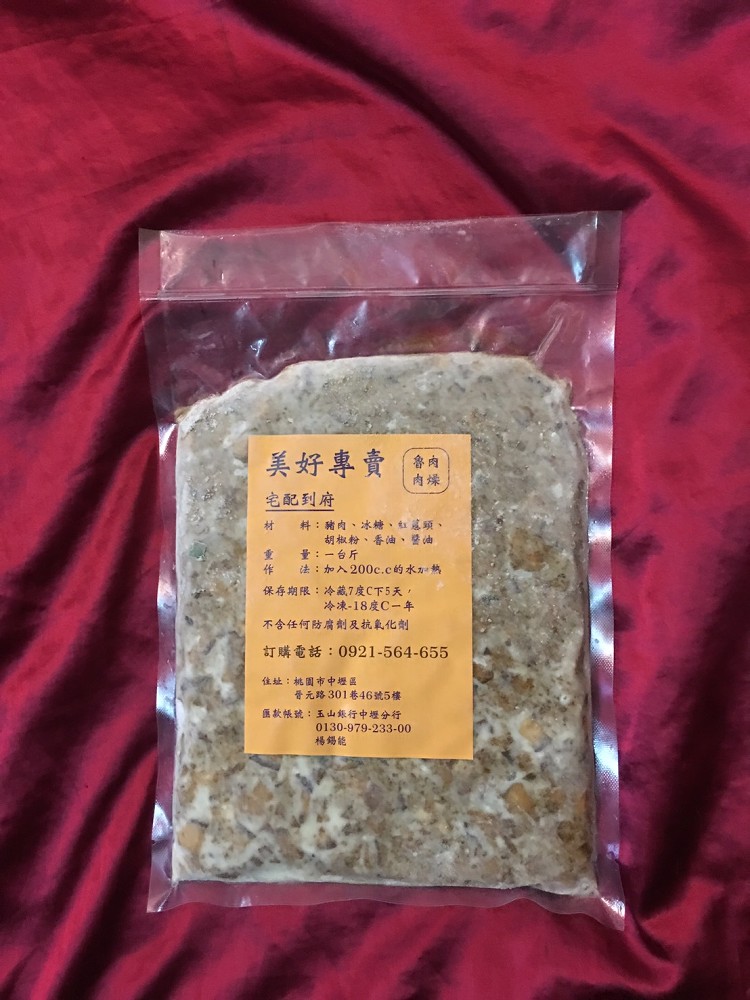 美好專賣
魯肉
肉燥
宅配到府
材 料：豬肉、冰糖、紅蔥頭、
胡椒粉、香油、醬油
重 量：一台斤
作 法：加入200c.c的水加熱
保存期限：冷藏7度C下5天，
冷凍-18度C一年
不含任何防腐劑及抗氧化劑
訂購電話：0921-564-655
住址：桃園市中壢區
晉元路301巷46號5樓
匯款帳號：玉山銀行中壢分行
0130-979-233-00
楊錫能